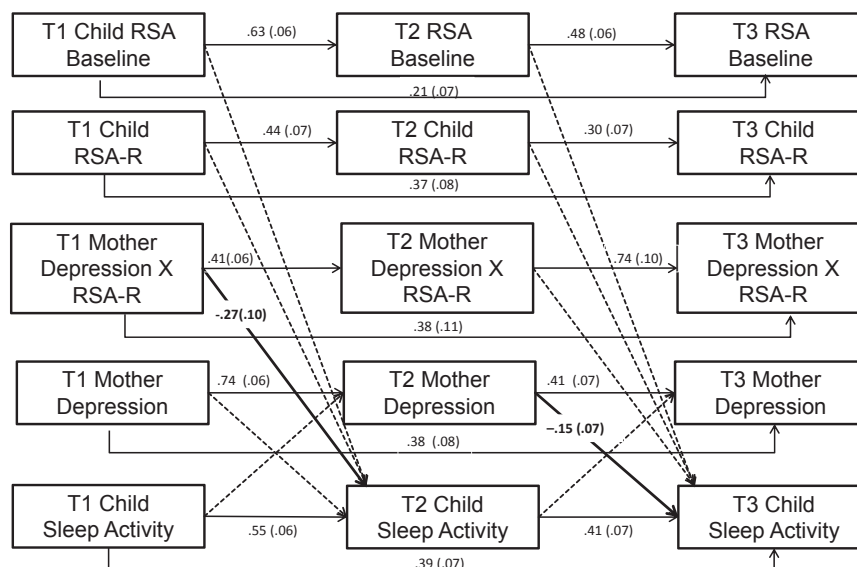 T1 Child RSA
Baseline
.63 (.06)
T2 RSA
Baseline
.48 (.06)
T3 RSA
Baseline
.21 (.07)
T1 Child
RSA-R
.44 (.07)
T2 Child
RSA-R
.30 (.07)
T3 Child
RSA-R
.37 (.08)
T1 Mother
Depression X
RSA-R
.41(.06)
T2 Mother
Depression X
RSA-R
.74 (.10)
T3 Mother
Depression X
RSA-R
-.27(.10)
.38 (.11)
T1 Mother
Depression
.74 (.06)
T2 Mother
Depression
.41 (.07)
T3 Mother
Depression
–.15 (.07)
.38 (.08)
T1 Child
Sleep Activity
.55 (.06)
T2 Child
Sleep Activity
.41 (.07)
T3 Child
Sleep Activity
.39 (.07)